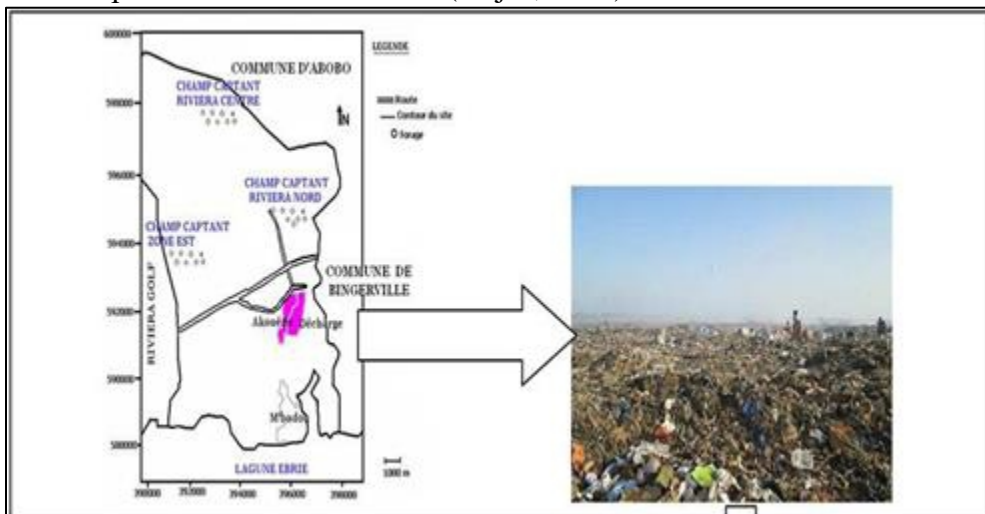 600000
LEGENDE
COMMUNE D'ABOBO
CHAMP CAPTANT
RIVIERA CENTRE
598000
Route
Contour du site
Forage
N
596000
CHAMP CAPTANT
RIVIERA NORD
CHAMP CAPTANT
ZONE EST
594000
COMMUNE DE
BINGERVILLE
592000
Akouédo Décharge
RIVIERA GOLF
590000
M'badon
588000
LAGUNE EBRIE
1000 m
390000 392000 394000 396000 398000